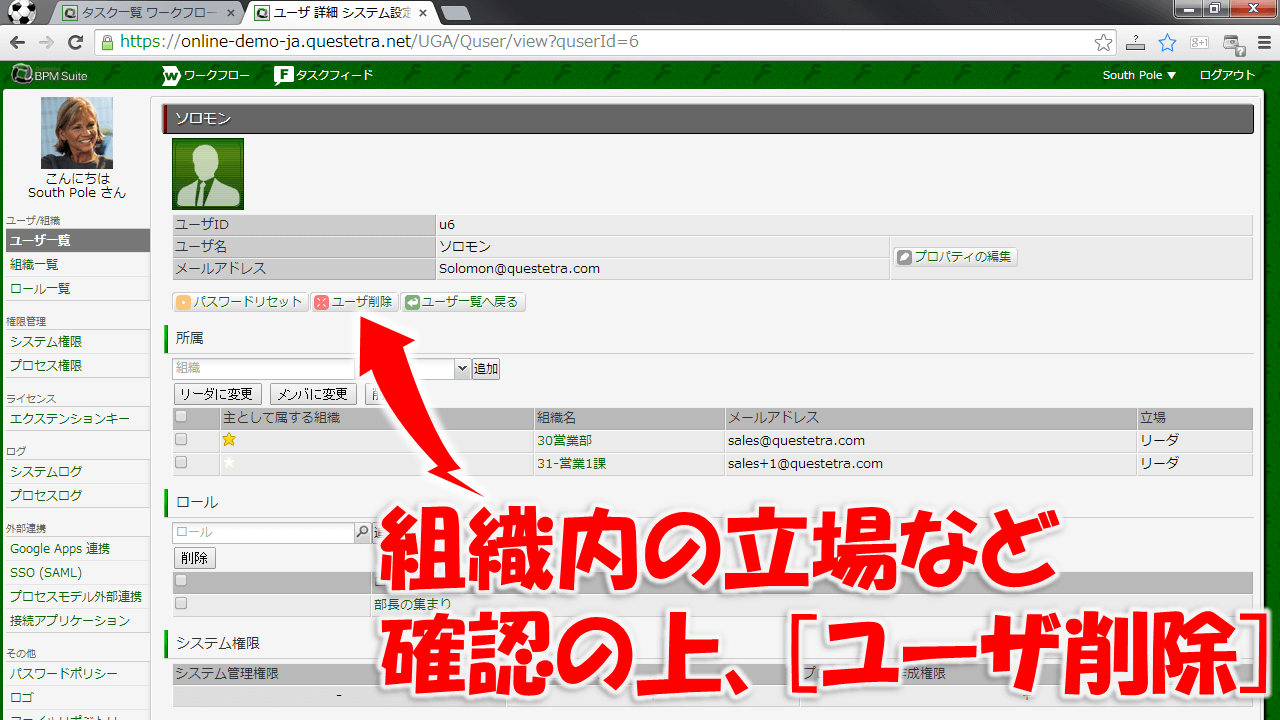 タスク一覧 ワークフロー
ユーザ 詳細 システム設定
https://online-demo-ja.questetra.net/UGA/Quser/view?quserId=6
BPM Suite
ワークフロー
タスクフィード
South Pole ▼
ログアウト
こんにちは
South Pole さん
ユーザ/組織
ユーザ一覧
組織一覧
ロール一覧
権限管理
システム権限
プロセス権限
ライセンス
エクステンションキー
ログ
システムログ
プロセスログ
外部連携
Google Apps 連携
SSO (SAML)
プロセスモデル外部連携
接続アプリケーション
その他
パスワードポリシー
ロゴ
ソロモン
ユーザID u6
ユーザ名 ソロモン
メールアドレス Solomon@questetra.com
プロパティの編集
パスワードリセット ユーザ削除 ユーザ一覧へ戻る
所属
組織 追加
リーダに変更 メンバに変更
主として属する組織 組織名 メールアドレス 立場
30営業部 sales@questetra.com リーダ
31-営業1課 sales+1@questetra.com リーダ
ロール
ロール
削除
部長の集まり
システム権限
システム管理権限
-
組織内の立場など
確認の上、[ユーザ削除]